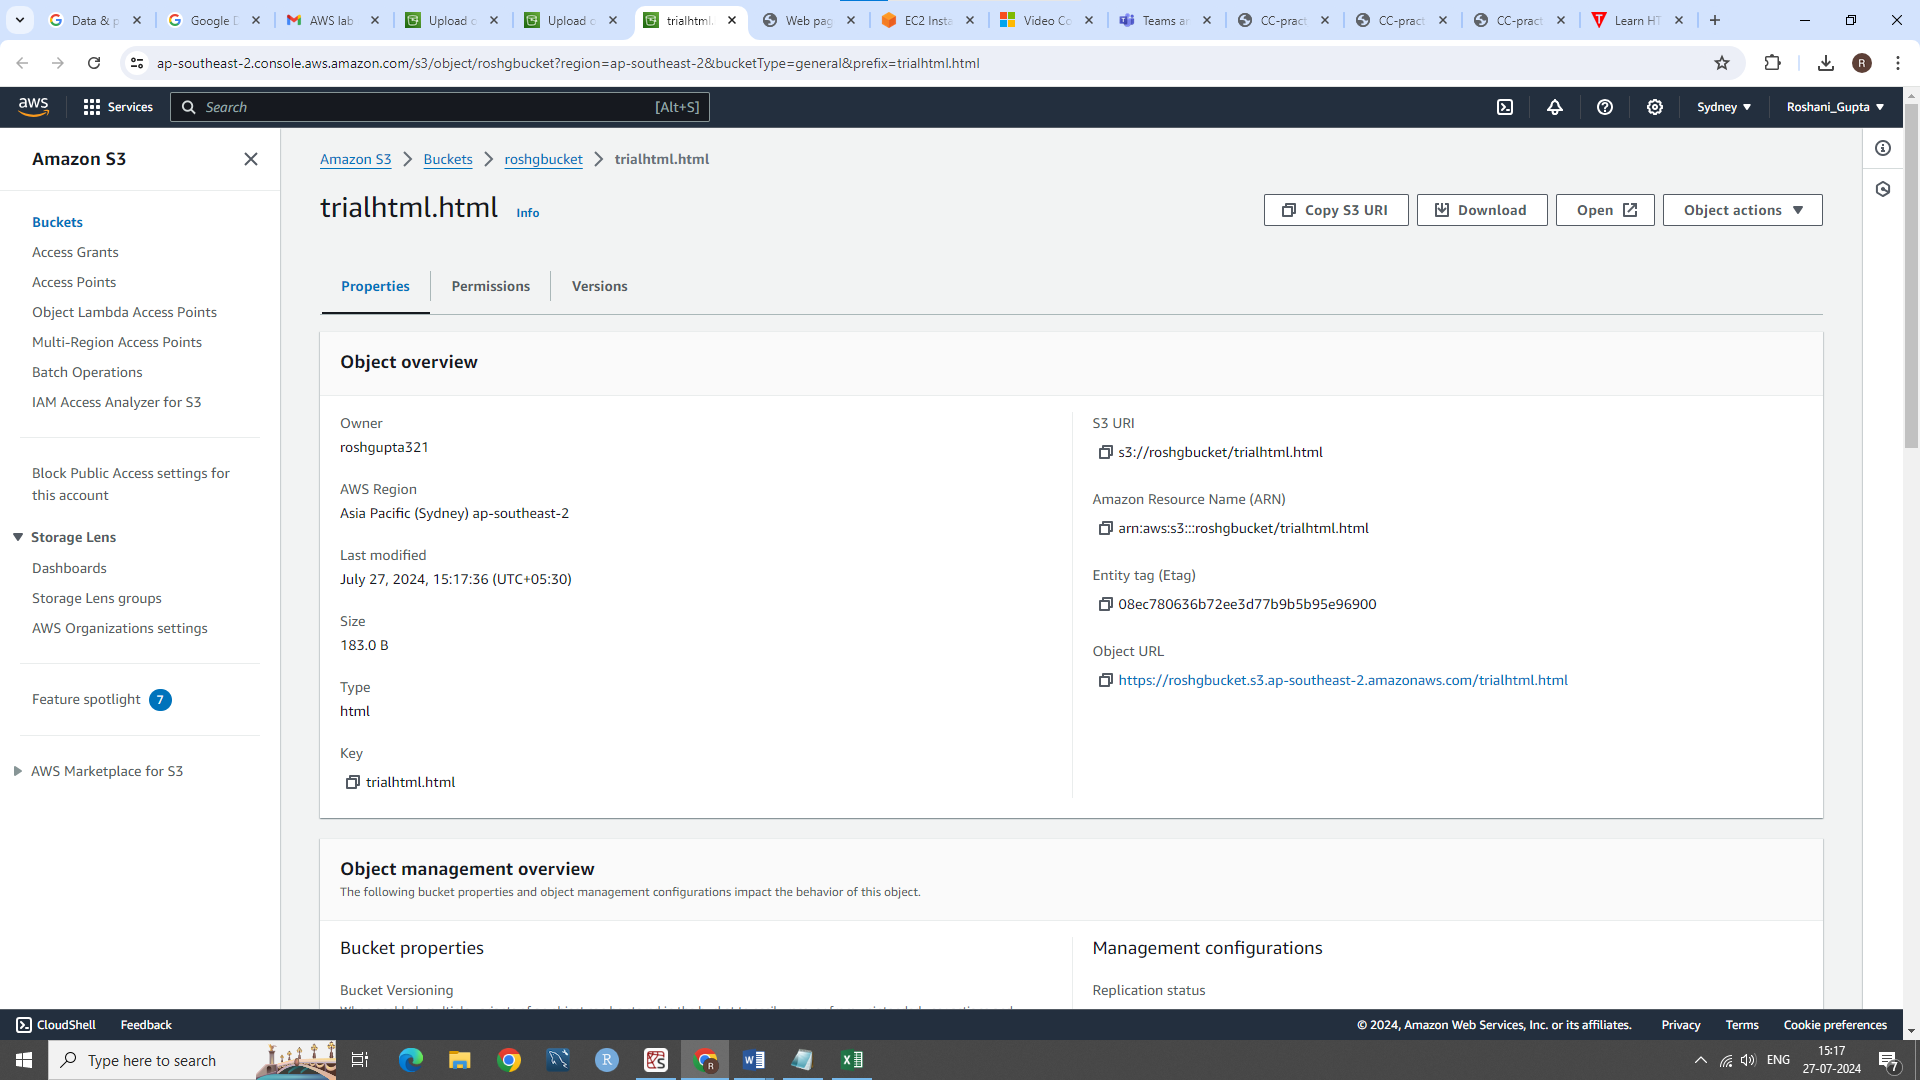 Data & p
Google D
AWS lab
Upload o
Upload o
trialhtml.
Web pag
EC2 Insta
Video Co
Teams an
CC-pract
CC-pract
CC-pract
Learn HT
ap-southeast-2.console.aws.amazon.com/s3/object/roshgbucket?region=ap-southeast-2&bucketType=general&prefix=trialhtml.html
R
aws
Services
Search
[Alt+S]
Sydney
Roshani_Gupta
Amazon S3
Buckets
Access Grants
Access Points
Object Lambda Access Points
Multi-Region Access Points
Batch Operations
IAM Access Analyzer for S3
Block Public Access settings for
this account
Storage Lens
Dashboards
Storage Lens groups
AWS Organizations settings
Feature spotlight 7
AWS Marketplace for S3
Amazon S3 > Buckets > roshgbucket > trialhtml.html
trialhtml.html Info
Copy S3 URI
Download
Open
Object actions
Properties
Permissions
Versions
Object overview
Owner
roshgupta321
AWS Region
Asia Pacific (Sydney) ap-southeast-2
Last modified
July 27, 2024, 15:17:36 (UTC+05:30)
Size
183.0 B
Type
html
Key
trialhtml.html
S3 URI
s3://roshgbucket/trialhtml.html
Amazon Resource Name (ARN)
arn:aws:s3:::roshgbucket/trialhtml.html
Entity tag (Etag)
08ec780636b72ee3d77b9b5b95e96900
Object URL
https://roshgbucket.s3.ap-southeast-2.amazonaws.com/trialhtml.html
Object management overview
The following bucket properties and object management configurations impact the behavior of this object.
Bucket properties
Bucket Versioning
Management configurations
Replication status
CloudShell
Feedback
© 2024, Amazon Web Services, Inc. or its affiliates.
Privacy
Terms
Cookie preferences
Type here to search
ENG
15:17
27-07-2024
7